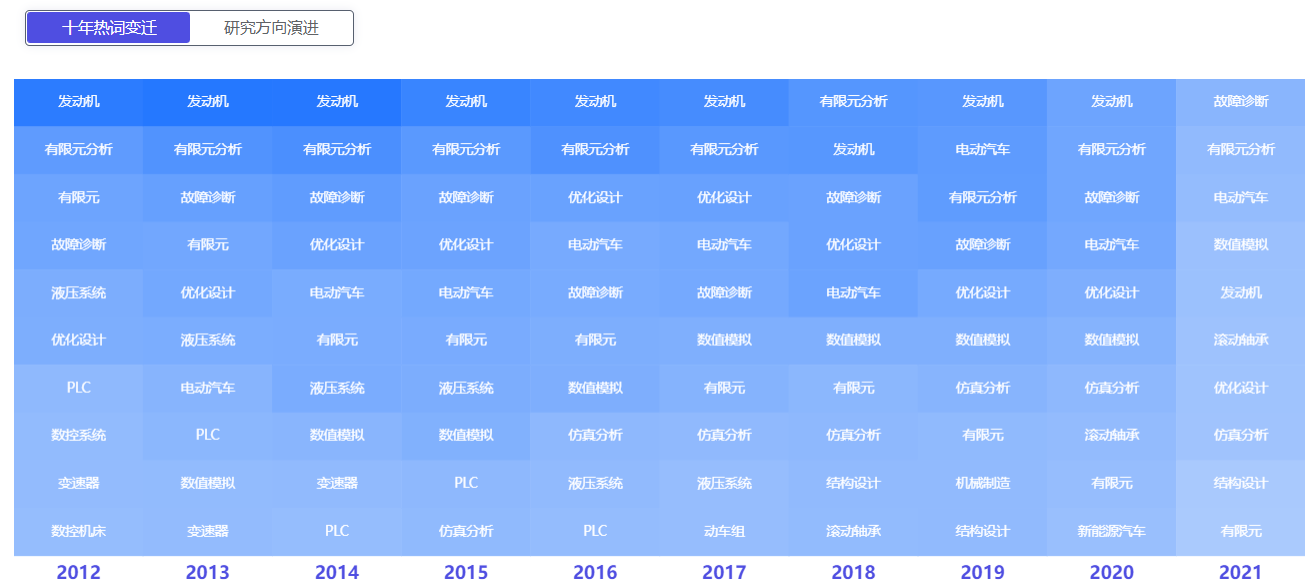 十年热词变迁 研究方向演进
发动机 发动机 发动机 发动机 发动机 发动机 有限元分析 发动机 发动机 故障诊断
有限元分析 有限元分析 有限元分析 有限元分析 有限元分析 有限元分析 发动机 电动汽车 有限元分析 有限元分析
有限元 故障诊断 故障诊断 故障诊断 优化设计 优化设计 故障诊断 有限元分析 故障诊断 电动汽车
故障诊断 有限元 优化设计 优化设计 电动汽车 电动汽车 优化设计 故障诊断 电动汽车 数值模拟
液压系统 优化设计 电动汽车 电动汽车 故障诊断 故障诊断 电动汽车 优化设计 优化设计 发动机
优化设计 液压系统 有限元 有限元 有限元 数值模拟 数值模拟 数值模拟 数值模拟 滚动轴承
PLC 电动汽车 液压系统 液压系统 数值模拟 有限元 有限元 仿真分析 仿真分析 优化设计
数控系统 PLC 数值模拟 数值模拟 仿真分析 仿真分析 仿真分析 有限元 滚动轴承 仿真分析
变速器 数值模拟 变速器 PLC 液压系统 液压系统 结构设计 机械制造 有限元 结构设计
数控机床 变速器 PLC 仿真分析 PLC 动车组 滚动轴承 结构设计 新能源汽车 有限元
2012 2013 2014 2015 2016 2017 2018 2019 2020 2021